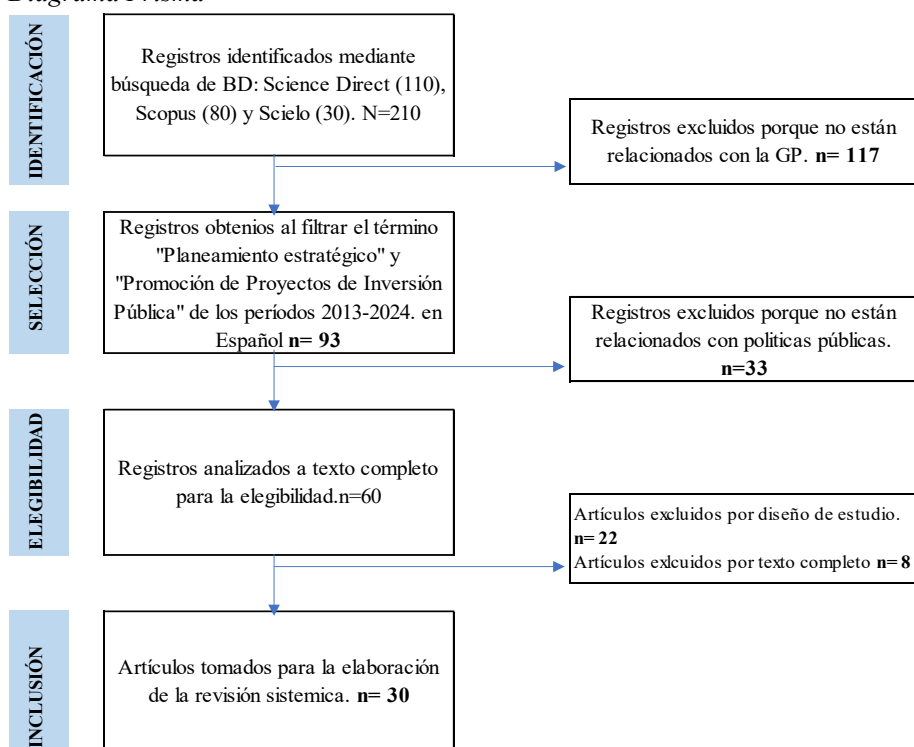 Diagrama Prisma
IDENTIFICACIÓN
Registros identificados mediante
búsqueda de BD: Science Direct (110),
Scopus (80) y Scielo (30). N=210
Registros excluidos porque no están
relacionados con la GP. n= 117
SELECCIÓN
Registros obtenios al filtrar el término
"Planeamiento estratégico" y
"Promoción de Proyectos de Inversión
Pública" de los períodos 2013-2024. en
Español n= 93
Registros excluidos porque no están
relacionados con politicas públicas.
n=33
ELEGIBILIDAD
Registros analizados a texto completo
para la elegibilidad.n=60
Artículos excluidos por diseño de estudio.
n= 22
Artículos exlcuidos por texto completo n= 8
INCLUSIÓN
Artículos tomados para la elaboración
de la revisión sistemica. n= 30